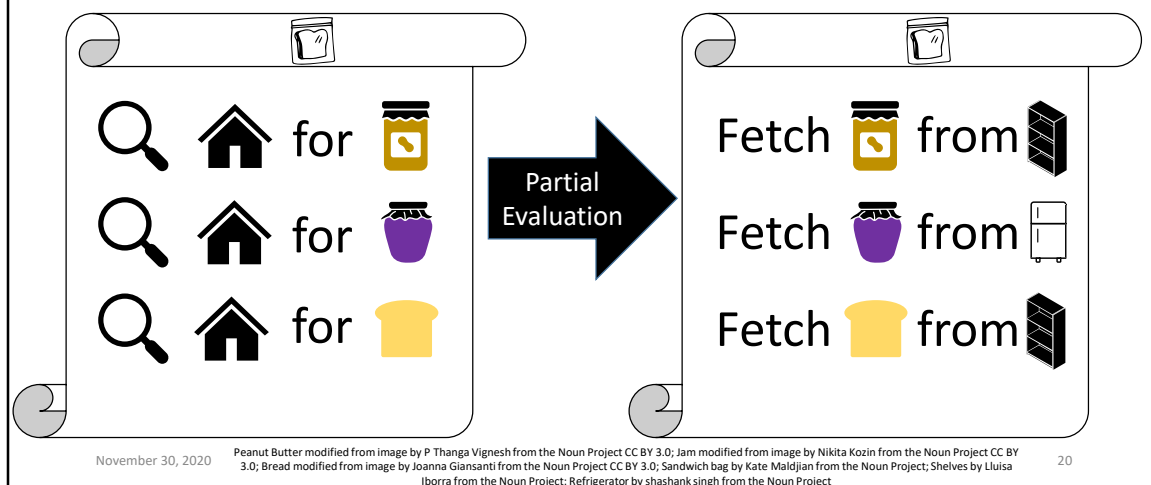 for
for
for
Partial
Evaluation
Fetch from
Fetch from
Fetch from
November 30, 2020
Peanut Butter modified from image by P Thanga Vignesh from the Noun Project CC BY 3.0; Jam modified from image by Nikita Kozin from the Noun Project CC BY
3.0; Bread modified from image by Joanna Giansanti from the Noun Project CC BY 3.0; Sandwich bag by Kate Maldjian from the Noun Project; Shelves by Lluisa
Iborra from the Noun Project; Refrigerator by shashank singh from the Noun Project
20